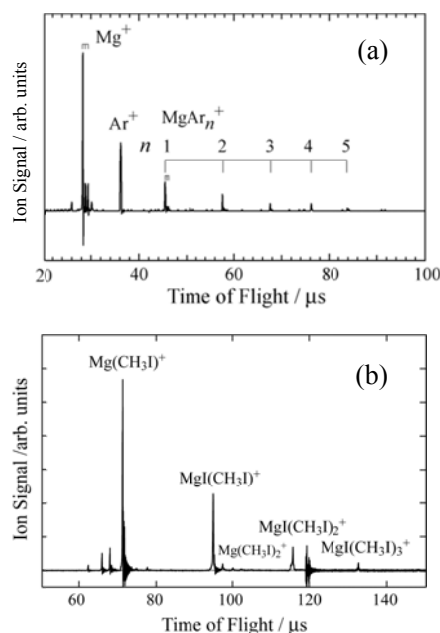 (a)
Mg+
Ar+
MgArn+
n 1 2 3 4 5
Ion Signal / arb. units
20 40 60 80 100
Time of Flight / μs
(b)
Mg(CH3I)+
MgI(CH3I)+
Mg(CH3I)2+
MgI(CH3I)2+
MgI(CH3I)3+
Ion Signal /arb. units
60 80 100 120 140
Time of Flight / μs